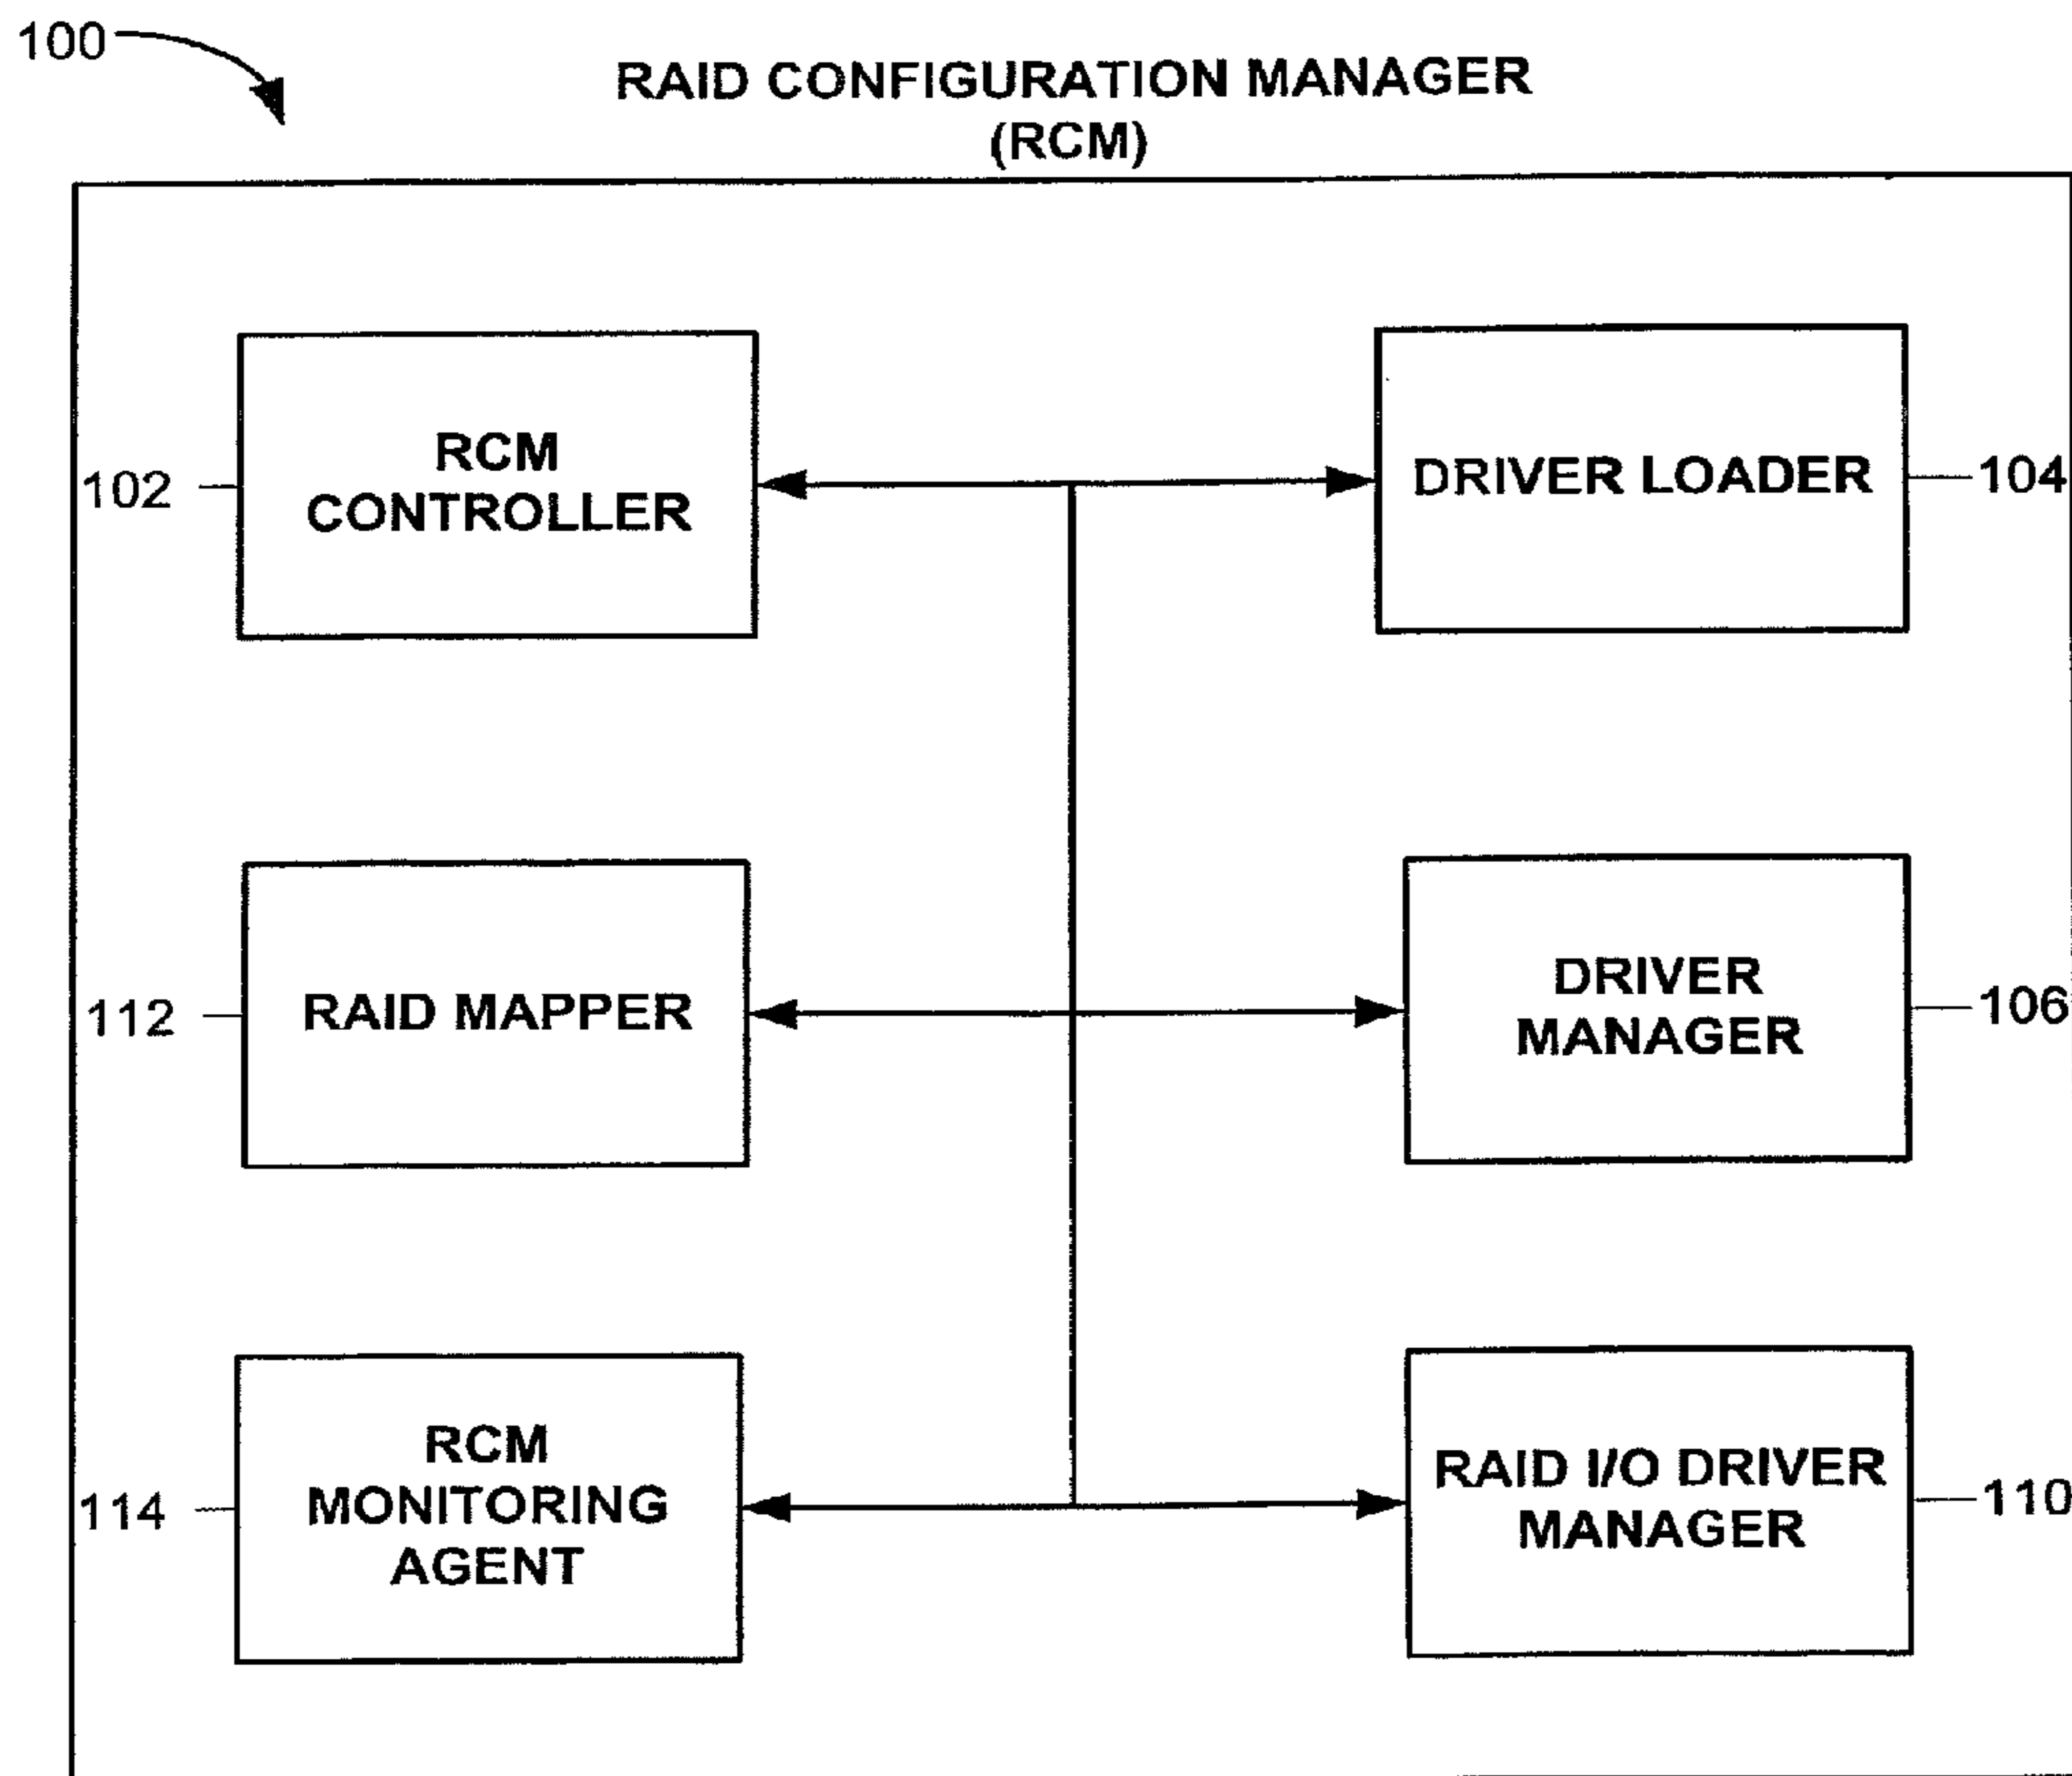 100
RAID CONFIGURATION MANAGER
(RCM)
102
RCM
CONTROLLER
DRIVER LOADER
104
112
RAID MAPPER
DRIVER
MANAGER
106
114
RCM
MONITORING
AGENT
RAID I/O DRIVER
MANAGER
110